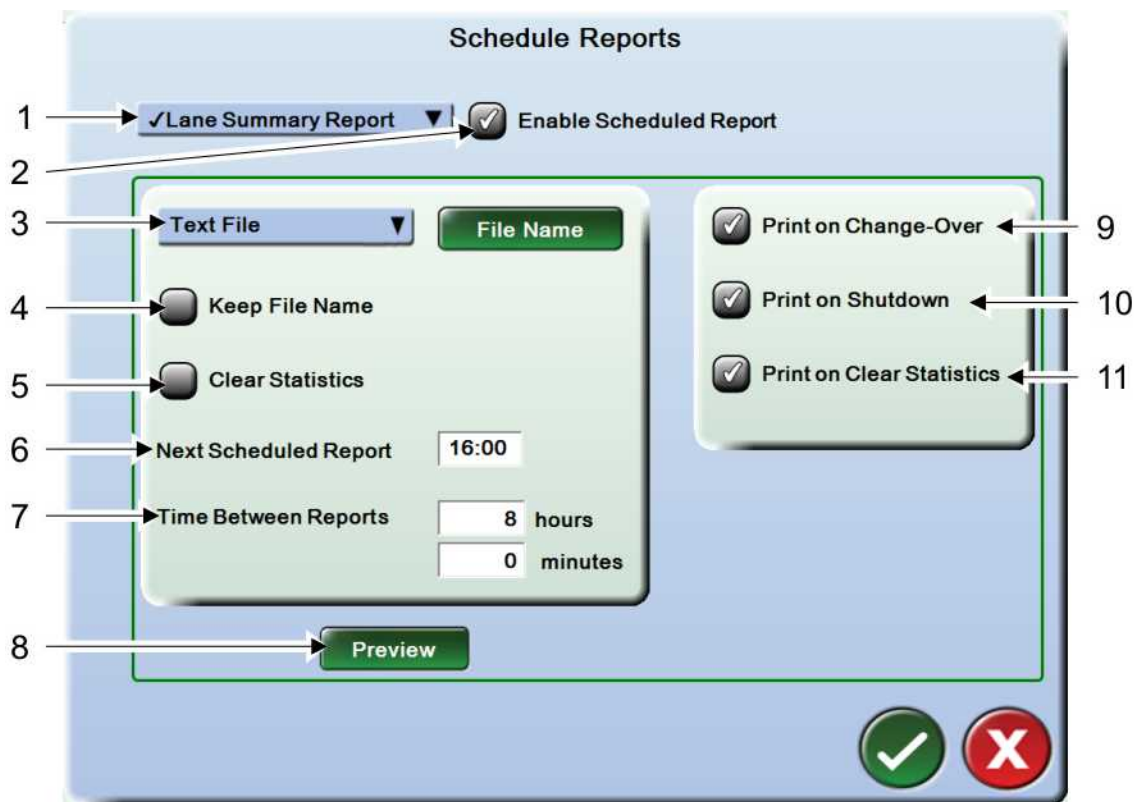 Schedule Reports
1
✓Lane Summary Report ▼
Enable Scheduled Report
2
3
Text File ▼
File Name
Print on Change-Over
9
4
Keep File Name
Print on Shutdown
10
5
Clear Statistics
Print on Clear Statistics
11
6
Next Scheduled Report
16:00
7
Time Between Reports
8 hours
0 minutes
8
Preview